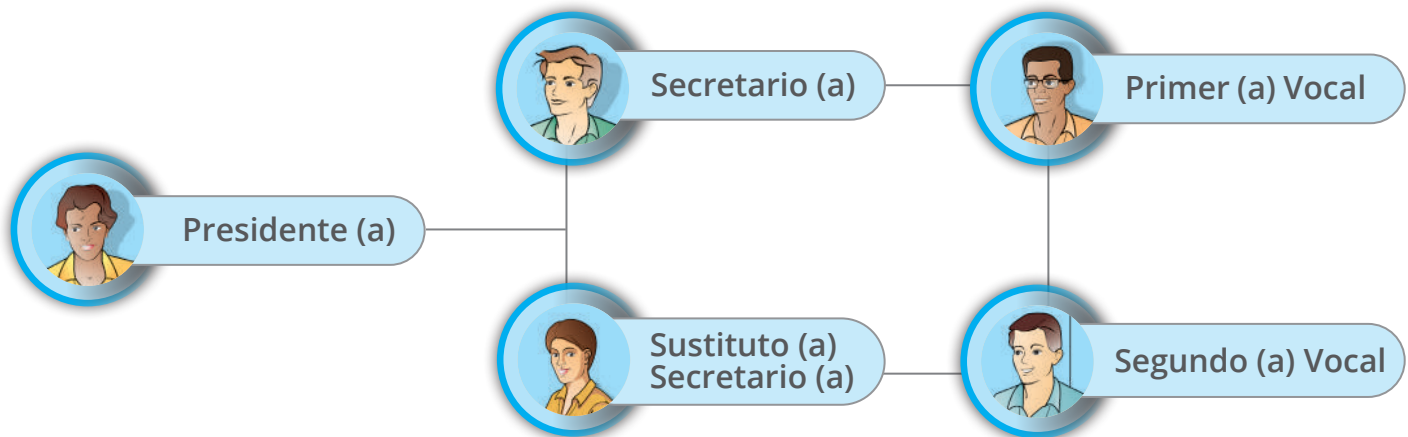 Presidente (a)
Secretario (a)
Sustituto (a)
Secretario (a)
Primer (a) Vocal
Segundo (a) Vocal